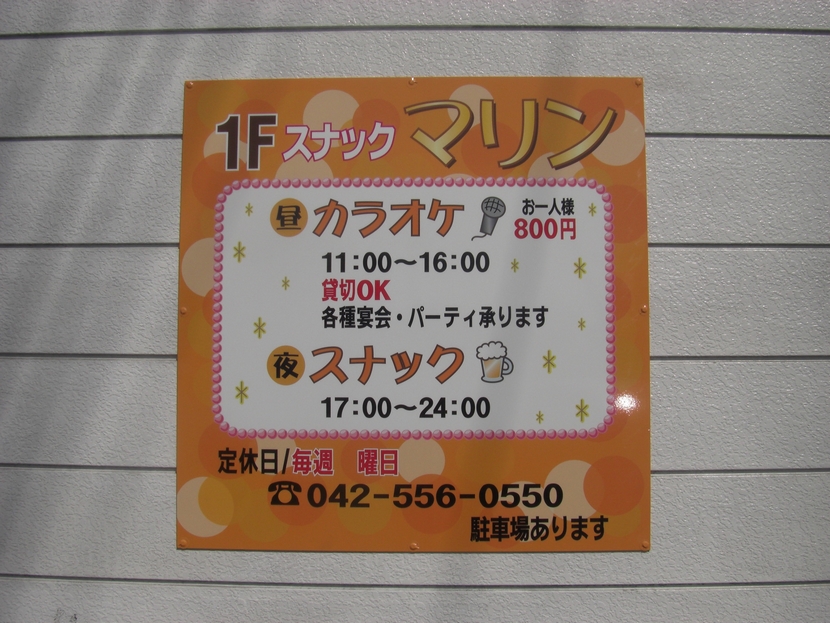 1F スナック マリン
昼 カラオケ お一人様 800円
11:00～16:00
貸切OK
各種宴会・パーティ承ります
夜 スナック
17:00～24:00
定休日/毎週　曜日
☎042-556-0550
駐車場あります